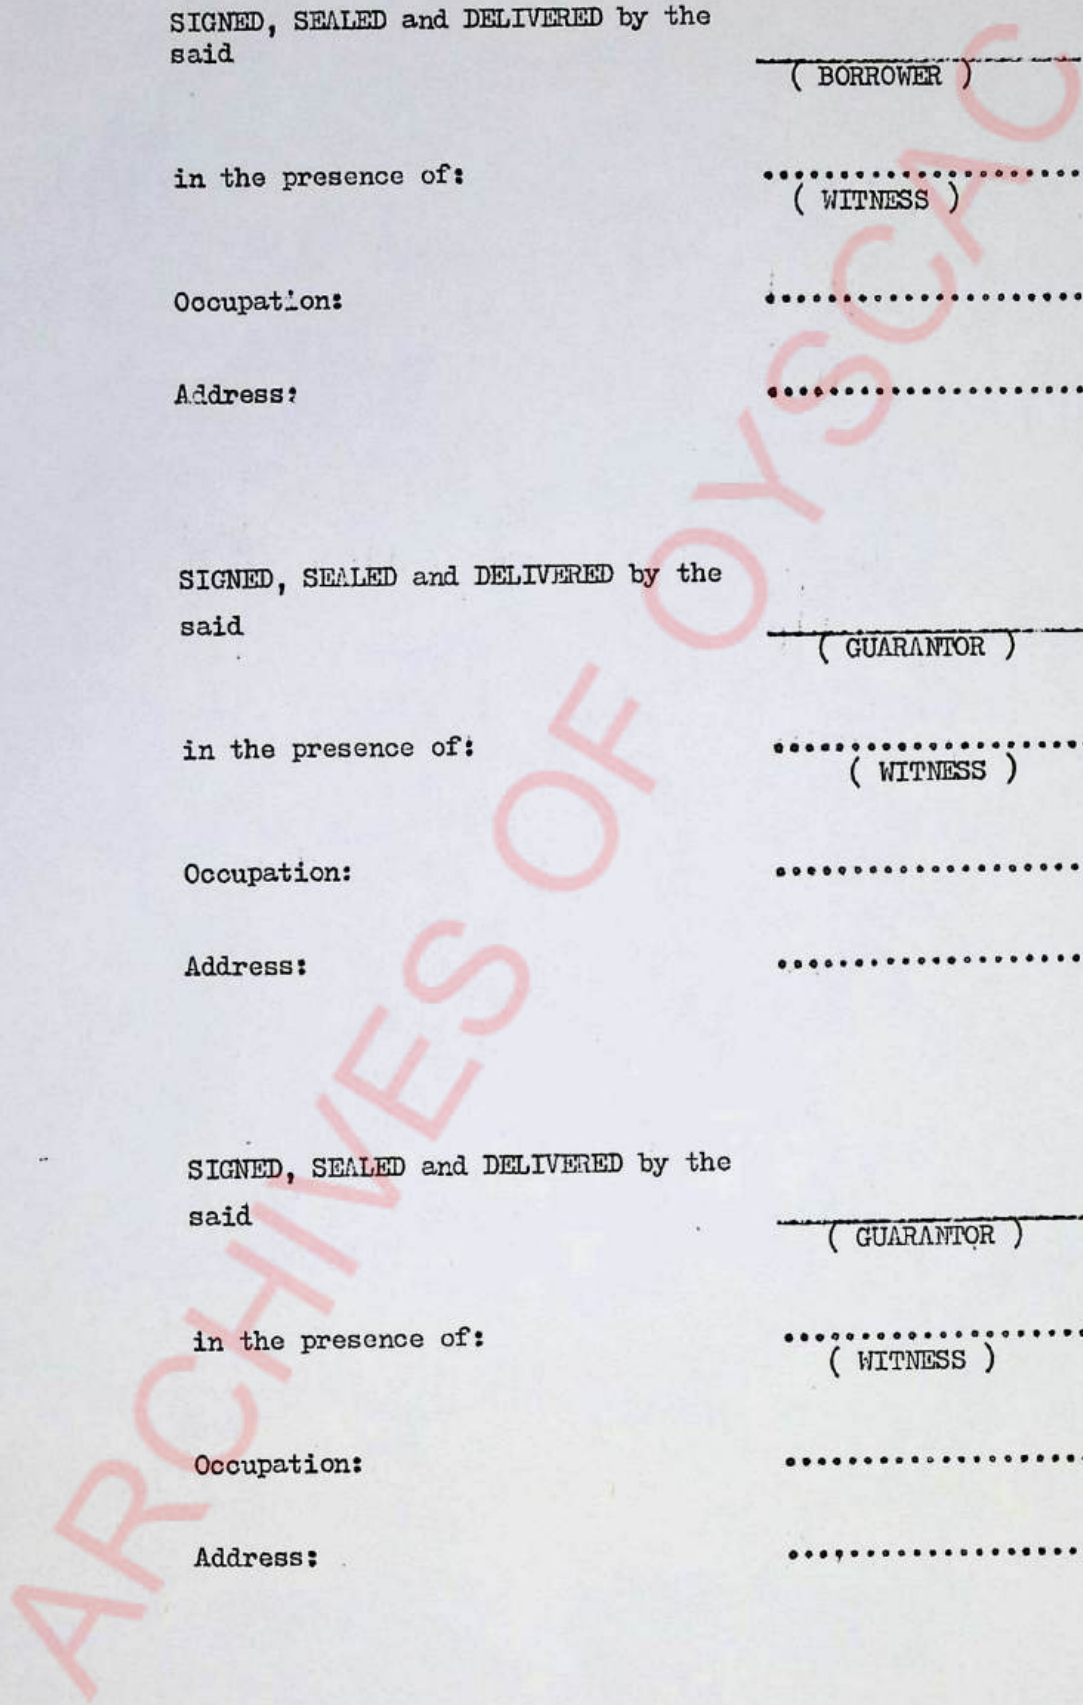 SIGNED, SEALED and DELIVERED by the
said
( BORROWER )
in the presence of: ......................
( WITNESS )
Occupation: ......................
Address: ......................
SIGNED, SEALED and DELIVERED by the
said
( GUARANTOR )
in the presence of: ......................
( WITNESS )
Occupation: ......................
Address: ......................
SIGNED, SEALED and DELIVERED by the
said
( GUARANTOR )
in the presence of: ......................
( WITNESS )
Occupation: ......................
Address: ......................
ARCHIVES OF OYSCAC